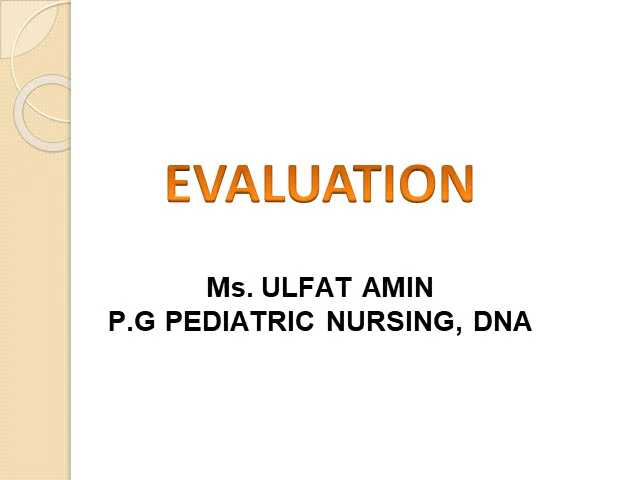 EVALUATION
Ms. ULFAT AMIN
P.G PEDIATRIC NURSING, DNA